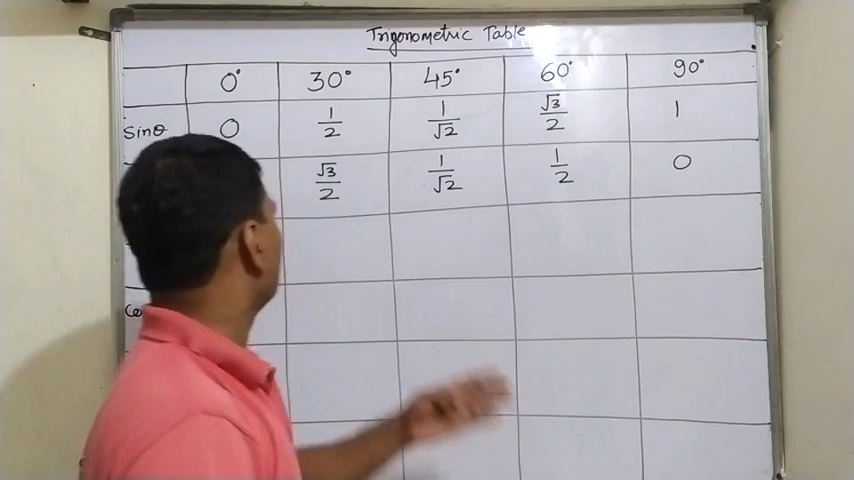 Trigonometric Table
0° 30° 45° 60° 90°
Sinθ 0 1/2 1/√2 √3/2 1
√3/2 1/√2 1/2 0